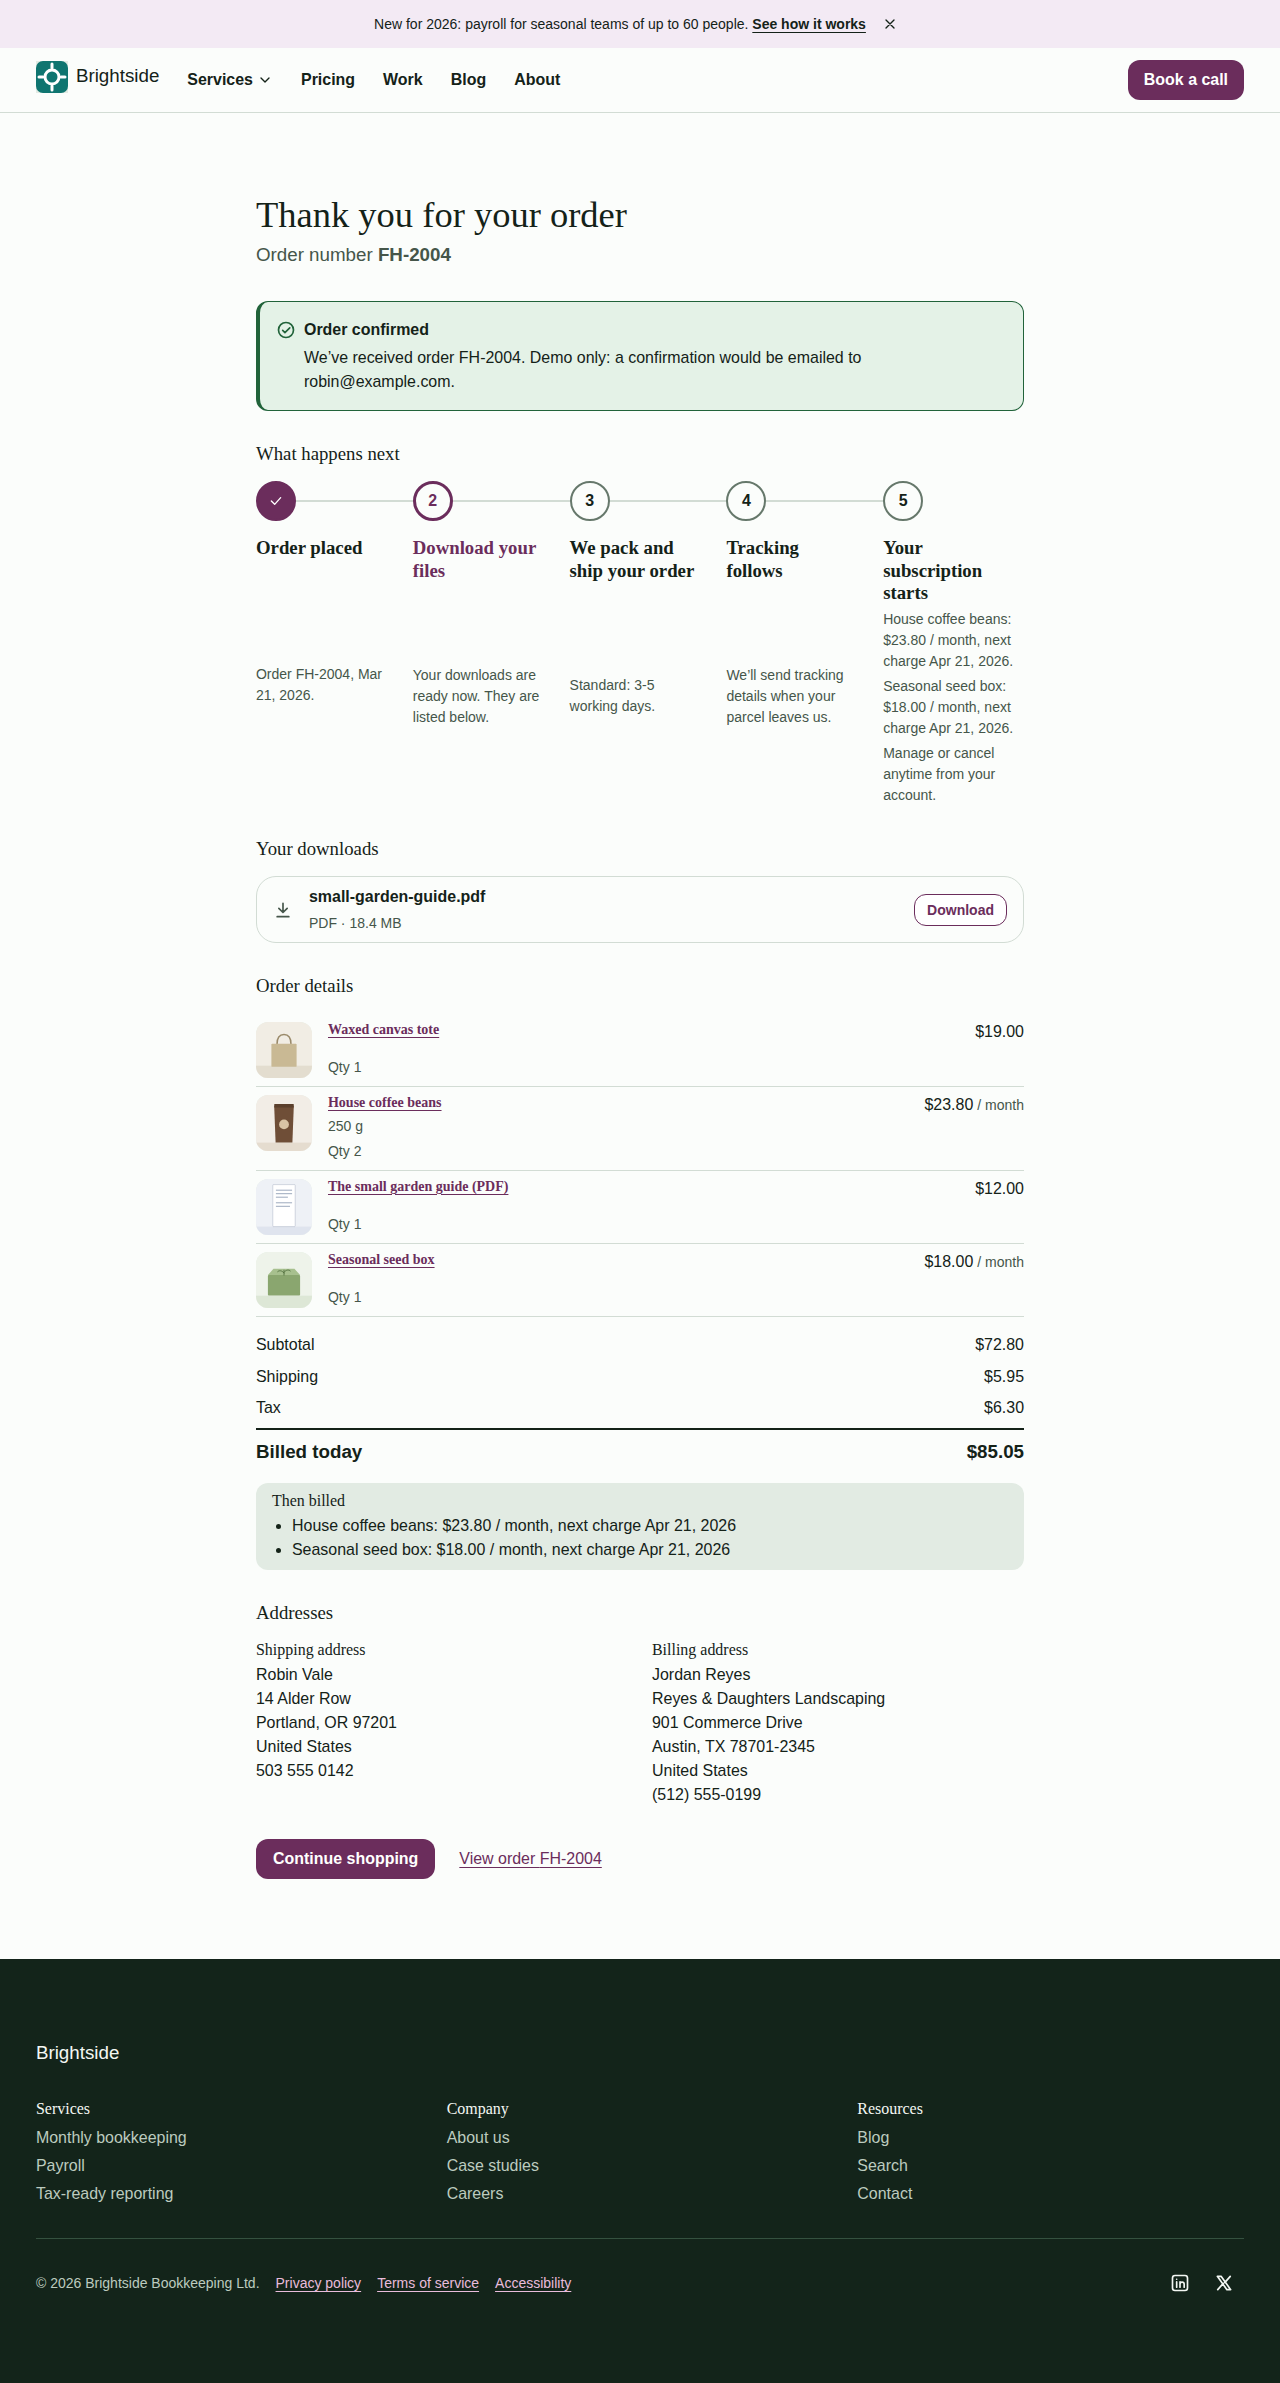 New for 2026: payroll for seasonal teams of up to 60 people. See how it works
Brightside
Services
Pricing
Work
Blog
About
Book a call
Thank you for your order
Order number FH-2004
Order confirmed
We’ve received order FH-2004. Demo only: a confirmation would be emailed to
robin@example.com.
What happens next
Order placed
Order FH-2004, Mar
21, 2026.
2
Download your
files
Your downloads are
ready now. They are
listed below.
3
We pack and
ship your order
Standard: 3-5
working days.
4
Tracking
follows
We’ll send tracking
details when your
parcel leaves us.
5
Your
subscription
starts
House coffee beans:
$23.80 / month, next
charge Apr 21, 2026.
Seasonal seed box:
$18.00 / month, next
charge Apr 21, 2026.
Manage or cancel
anytime from your
account.
Your downloads
small-garden-guide.pdf
PDF · 18.4 MB
Download
Order details
Waxed canvas tote
$19.00
Qty 1
House coffee beans
$23.80 / month
250 g
Qty 2
The small garden guide (PDF)
$12.00
Qty 1
Seasonal seed box
$18.00 / month
Qty 1
Subtotal
$72.80
Shipping
$5.95
Tax
$6.30
Billed today
$85.05
Then billed
• House coffee beans: $23.80 / month, next charge Apr 21, 2026
• Seasonal seed box: $18.00 / month, next charge Apr 21, 2026
Addresses
Shipping address
Robin Vale
14 Alder Row
Portland, OR 97201
United States
503 555 0142
Billing address
Jordan Reyes
Reyes & Daughters Landscaping
901 Commerce Drive
Austin, TX 78701-2345
United States
(512) 555-0199
Continue shopping
View order FH-2004
Brightside
Services
Monthly bookkeeping
Payroll
Tax-ready reporting
Company
About us
Case studies
Careers
Resources
Blog
Search
Contact
© 2026 Brightside Bookkeeping Ltd.
Privacy policy
Terms of service
Accessibility